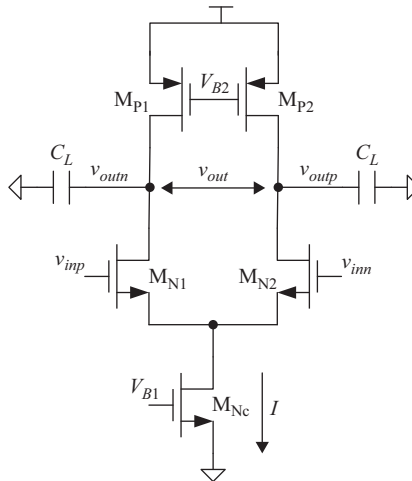 M_P1 V_B2 M_P2
C_L v_outn v_out v_outp C_L
v_inp M_N1 M_N2 v_inn
V_B1 M_Nc I